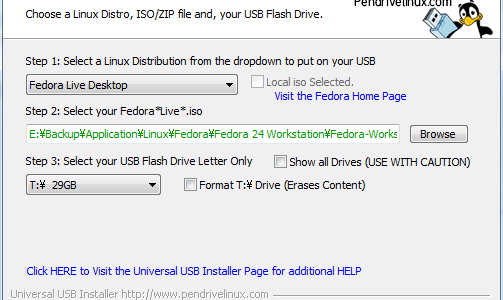 Pendrivelinux.com
Choose a Linux Distro, ISO/ZIP file and, your USB Flash Drive.
Step 1: Select a Linux Distribution from the dropdown to put on your USB
Fedora Live Desktop
Local iso Selected.
Visit the Fedora Home Page
Step 2: Select your Fedora*Live*.iso
E:¥Backup¥Application¥Linux¥Fedora¥Fedora 24 Workstation¥Fedora-Works
Browse
Step 3: Select your USB Flash Drive Letter Only
Show all Drives (USE WITH CAUTION)
T:¥ 29GB
Format T:¥ Drive (Erases Content)
Click HERE to Visit the Universal USB Installer Page for additional HELP
Universal USB Installer http://www.pendrivelinux.com